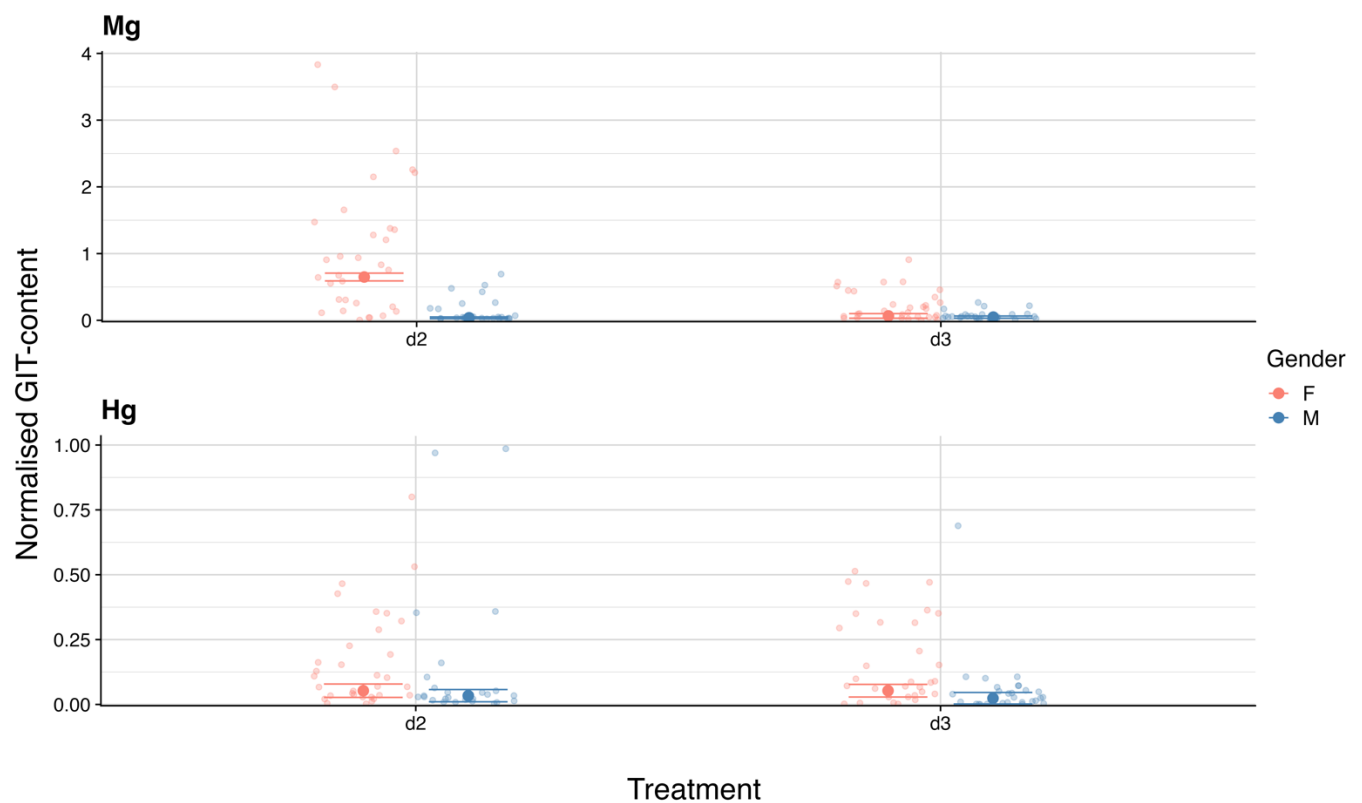 Mg
4
3
2
1
0
d2 d3
Normalised GIT-content
Gender
F
M
Hg
1.00
0.75
0.50
0.25
0.00
d2 d3
Treatment